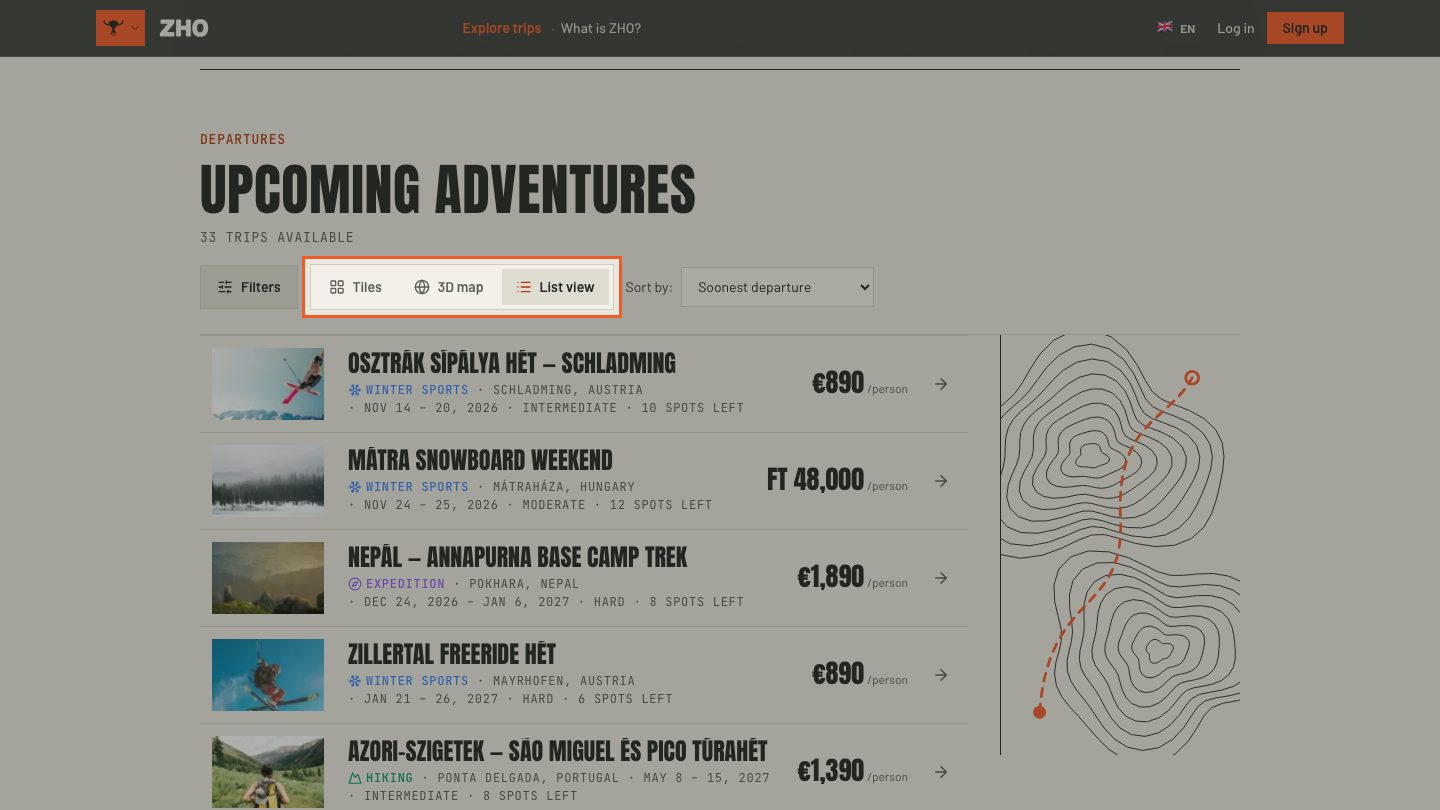 ZHO
Explore trips · What is ZHO?
EN
Log in
Sign up
DEPARTURES
UPCOMING ADVENTURES
33 TRIPS AVAILABLE
Filters
Tiles
3D map
List view
Sort by:
Soonest departure
OSZTRÁK SÍPÁLYA HÉT – SCHLADMING
WINTER SPORTS · SCHLADMING, AUSTRIA
· NOV 14 – 20, 2026 · INTERMEDIATE · 10 SPOTS LEFT
€890 /person
MÁTRA SNOWBOARD WEEKEND
WINTER SPORTS · MÁTRAHÁZA, HUNGARY
· NOV 24 – 25, 2026 · MODERATE · 12 SPOTS LEFT
FT 48,000 /person
NEPÁL – ANNAPURNA BASE CAMP TREK
EXPEDITION · POKHARA, NEPAL
· DEC 24, 2026 – JAN 6, 2027 · HARD · 8 SPOTS LEFT
€1,890 /person
ZILLERTAL FREERIDE HÉT
WINTER SPORTS · MAYRHOFEN, AUSTRIA
· JAN 21 – 26, 2027 · HARD · 6 SPOTS LEFT
€890 /person
AZORI-SZIGETEK – SÃO MIGUEL ÉS PICO TÚRAHÉT
HIKING · PONTA DELGADA, PORTUGAL · MAY 8 – 15, 2027
· INTERMEDIATE · 8 SPOTS LEFT
€1,390 /person